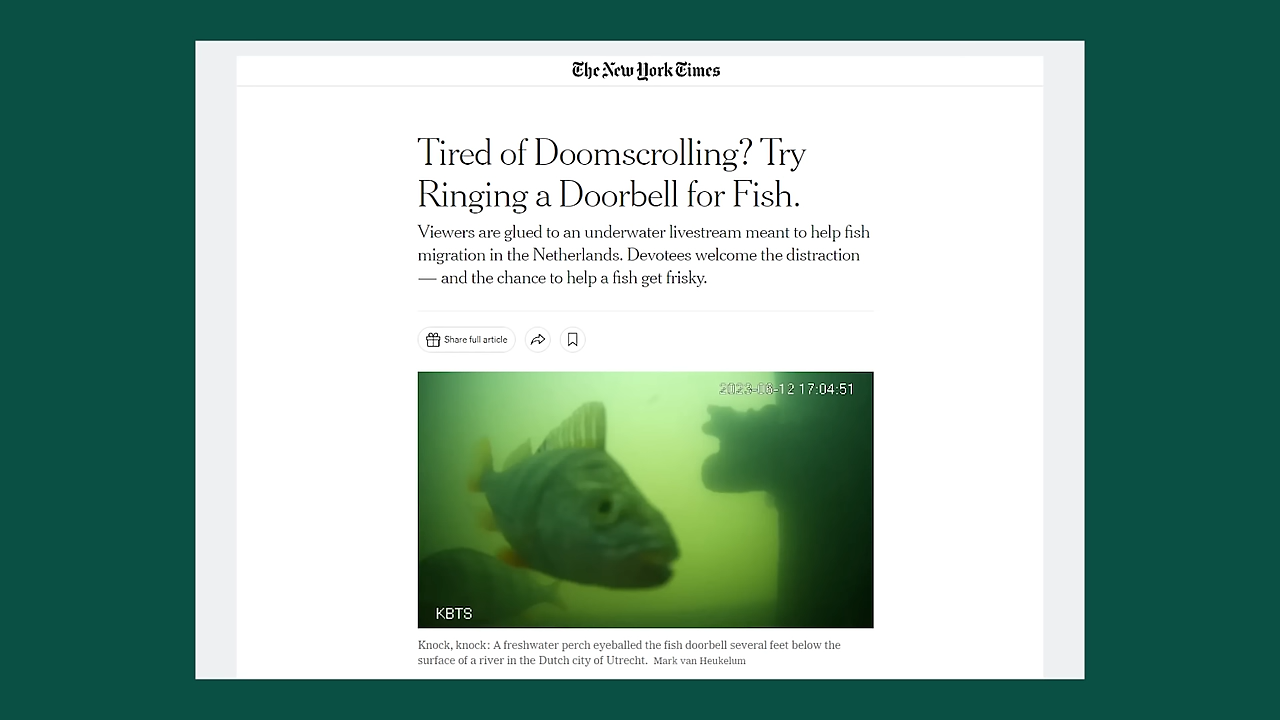 The New York Times
Tired of Doomscrolling? Try
Ringing a Doorbell for Fish.
Viewers are glued to an underwater livestream meant to help fish
migration in the Netherlands. Devotees welcome the distraction
— and the chance to help a fish get frisky.
Share full article
2023-06-12 17:04:51
KBTS
Knock, knock: A freshwater perch eyeballed the fish doorbell several feet below the
surface of a river in the Dutch city of Utrecht. Mark van Heukelum